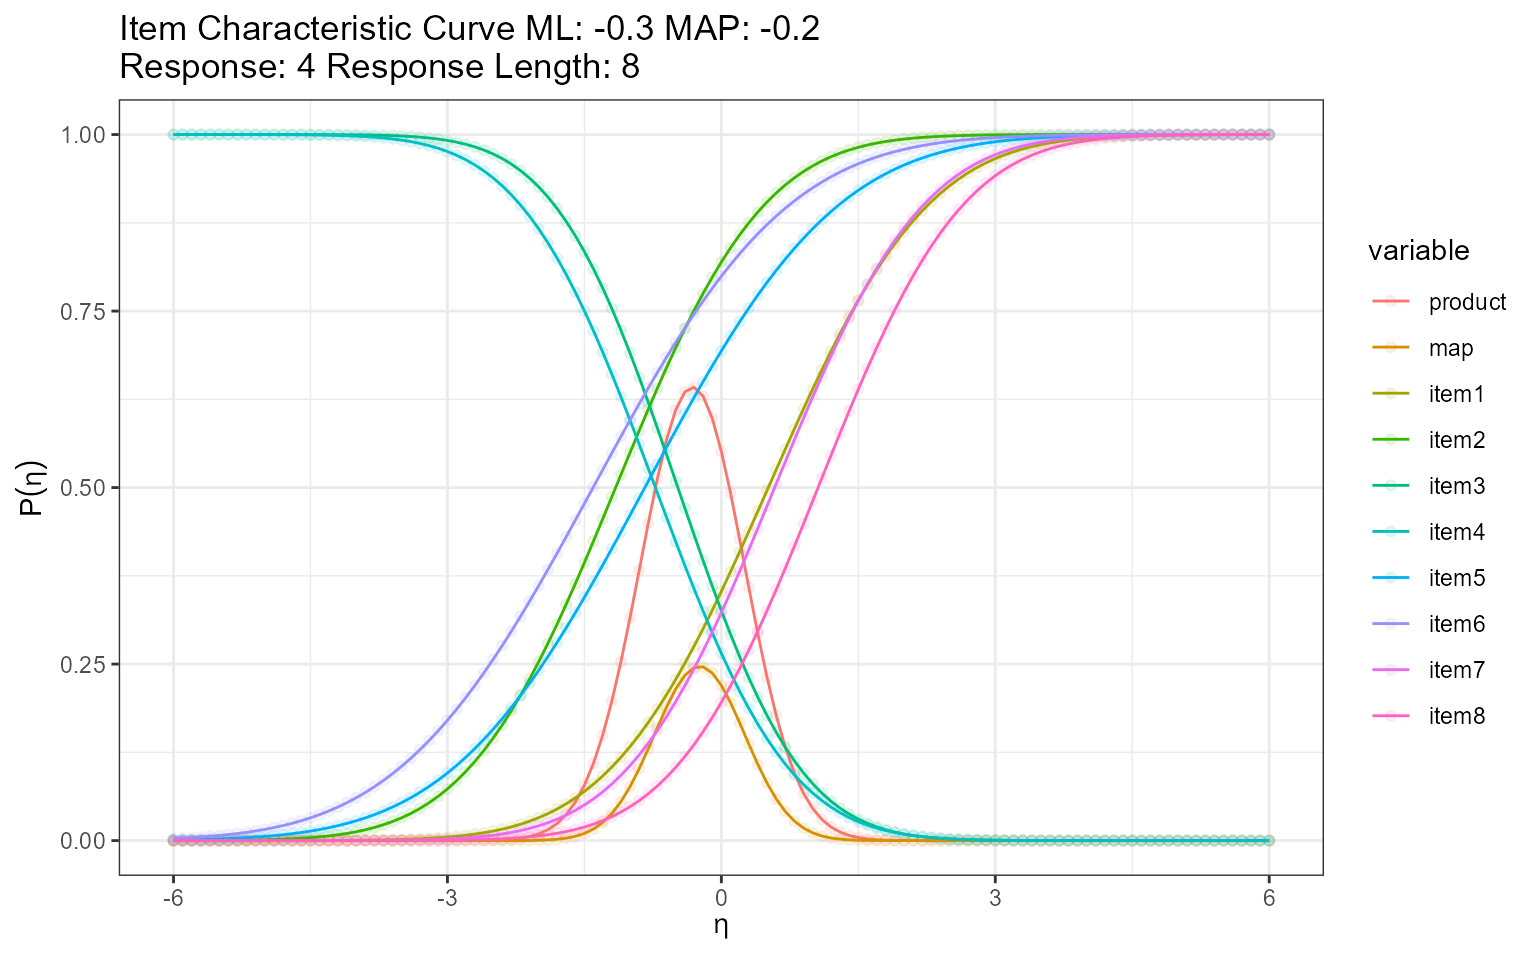 Item Characteristic Curve ML: -0.3 MAP: -0.2
Response: 4 Response Length: 8
P(η)
1.00
0.75
0.50
0.25
0.00
-6
-3
0
3
6
η
variable
product
map
item1
item2
item3
item4
item5
item6
item7
item8